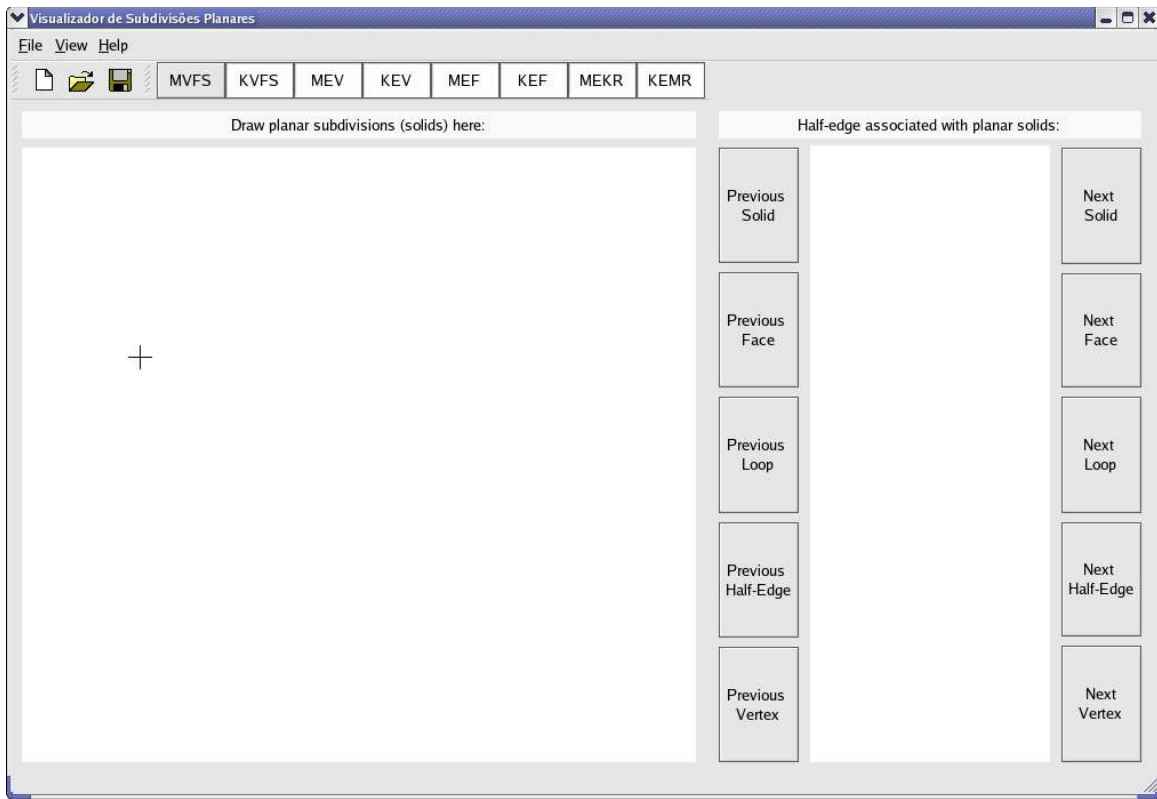 Visualizador de Subdivisões Planares
File View Help
MVFS KVFS MEV KEV MEF KEF MEKR KEMR
Draw planar subdivisions (solids) here:
Half-edge associated with planar solids:
Previous
Solid
Next
Solid
Previous
Face
Next
Face
Previous
Loop
Next
Loop
Previous
Half-Edge
Next
Half-Edge
Previous
Vertex
Next
Vertex